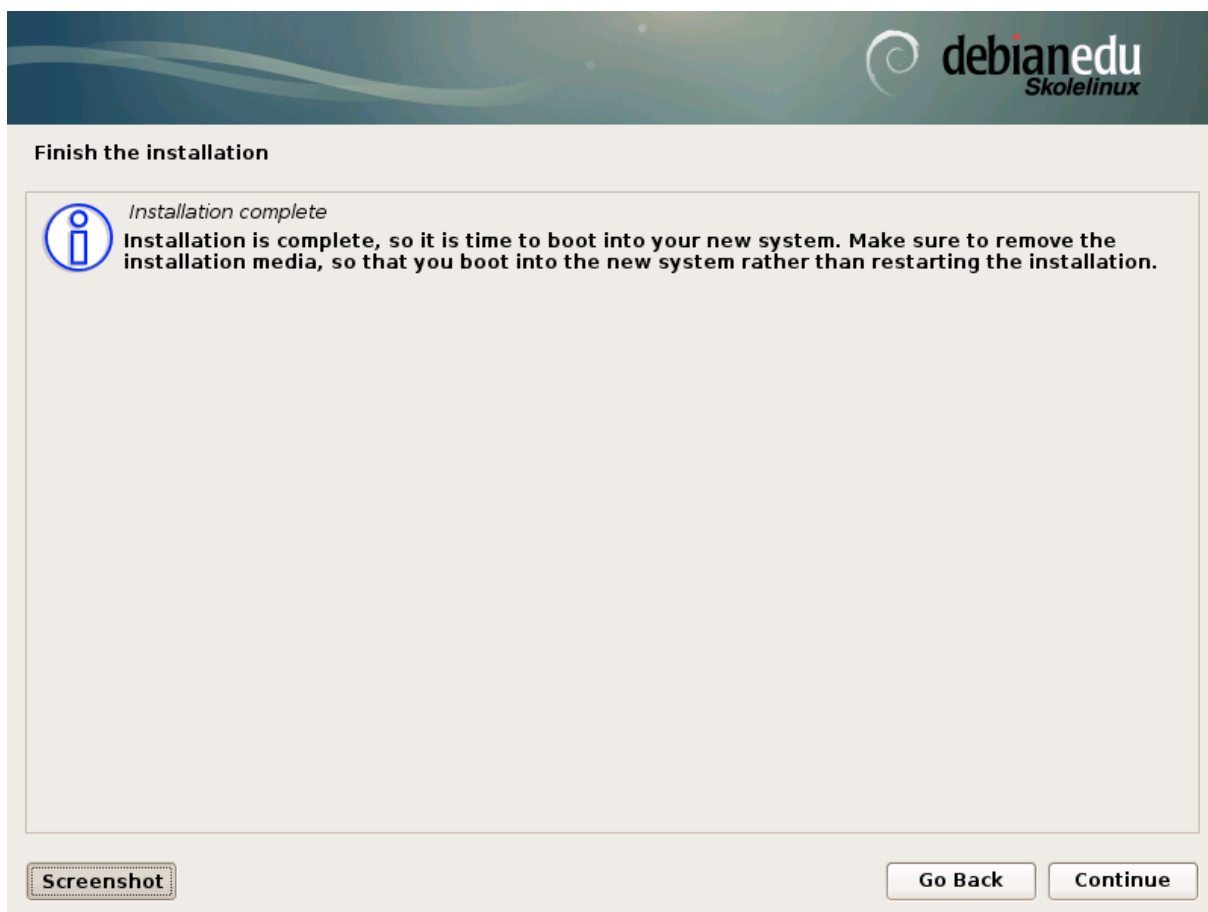 debianedu
Skolelinux
Finish the installation
Installation complete
Installation is complete, so it is time to boot into your new system. Make sure to remove the
installation media, so that you boot into the new system rather than restarting the installation.
Screenshot
Go Back
Continue